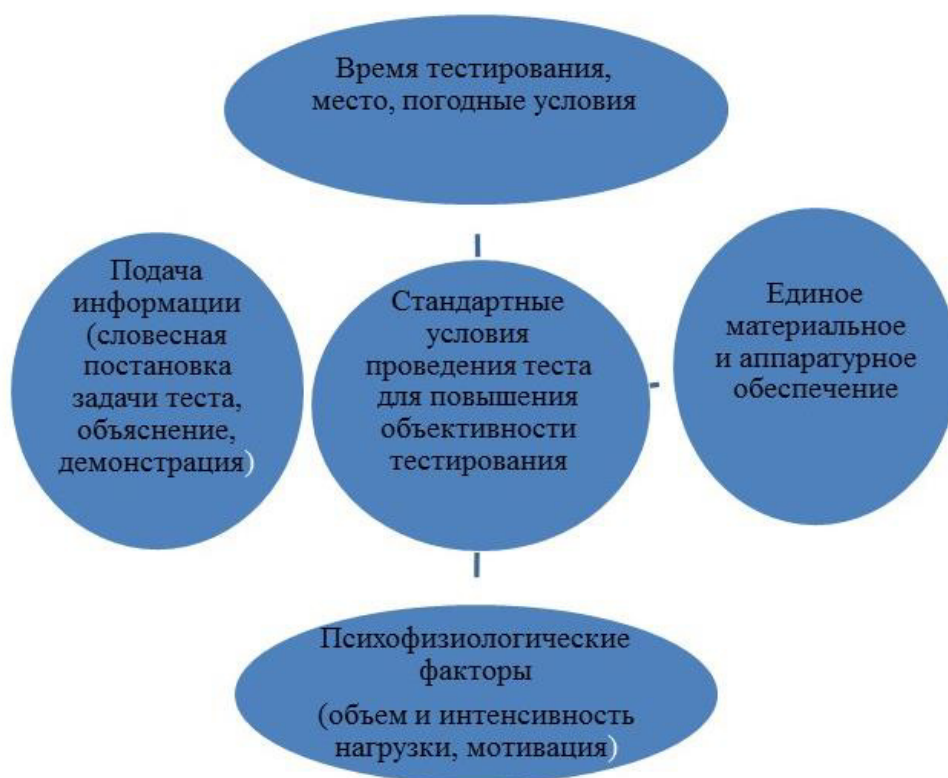 Время тестирования,
место, погодные условия
Подача
информации
(словесная
постановка
задачи теста,
объяснение,
демонстрация)
Стандартные
условия
проведения теста
для повышения
объективности
тестирования
Единое
материальное
и аппаратурное
обеспечение
Психофизиологические
факторы
(объем и интенсивность
нагрузки, мотивация)